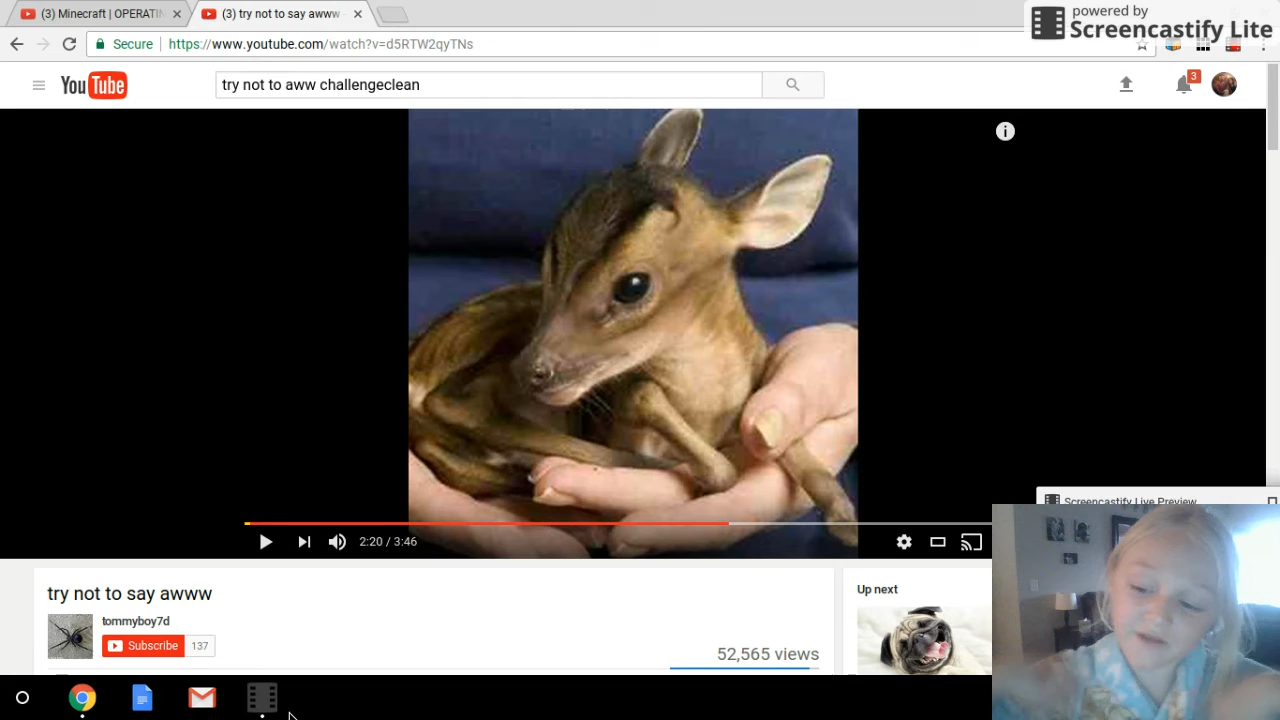 (3) Minecraft | OPERATIN
(3) try not to say awww
powered by
Screencastify Lite
Secure
https://www.youtube.com/watch?v=d5RTW2qyTNs
YouTube
try not to aww challengeclean
3
2:20 / 3:46
Screencastify Live Preview
try not to say awww
tommyboy7d
Subscribe 137
52,565 views
Up next